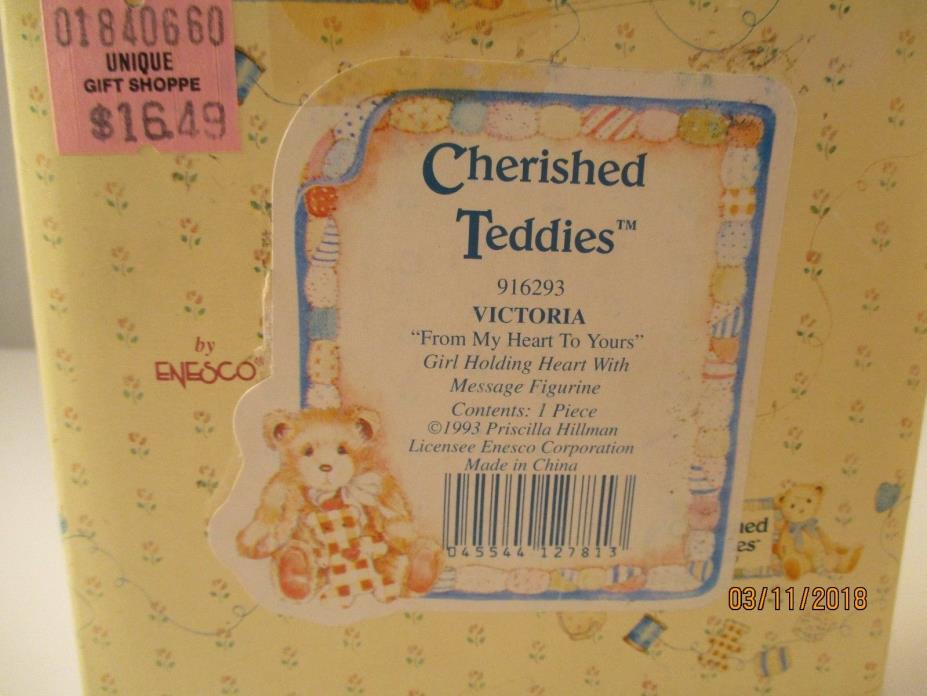 01840660
UNIQUE
GIFT SHOPPE
$16.49
Cherished
Teddies™
916293
VICTORIA
“From My Heart To Yours”
Girl Holding Heart With
Message Figurine
Contents: 1 Piece
©1993 Priscilla Hillman
Licensee Enesco Corporation
Made in China
045544 127813
by
ENESCO®
hed
es™
03/11/2018